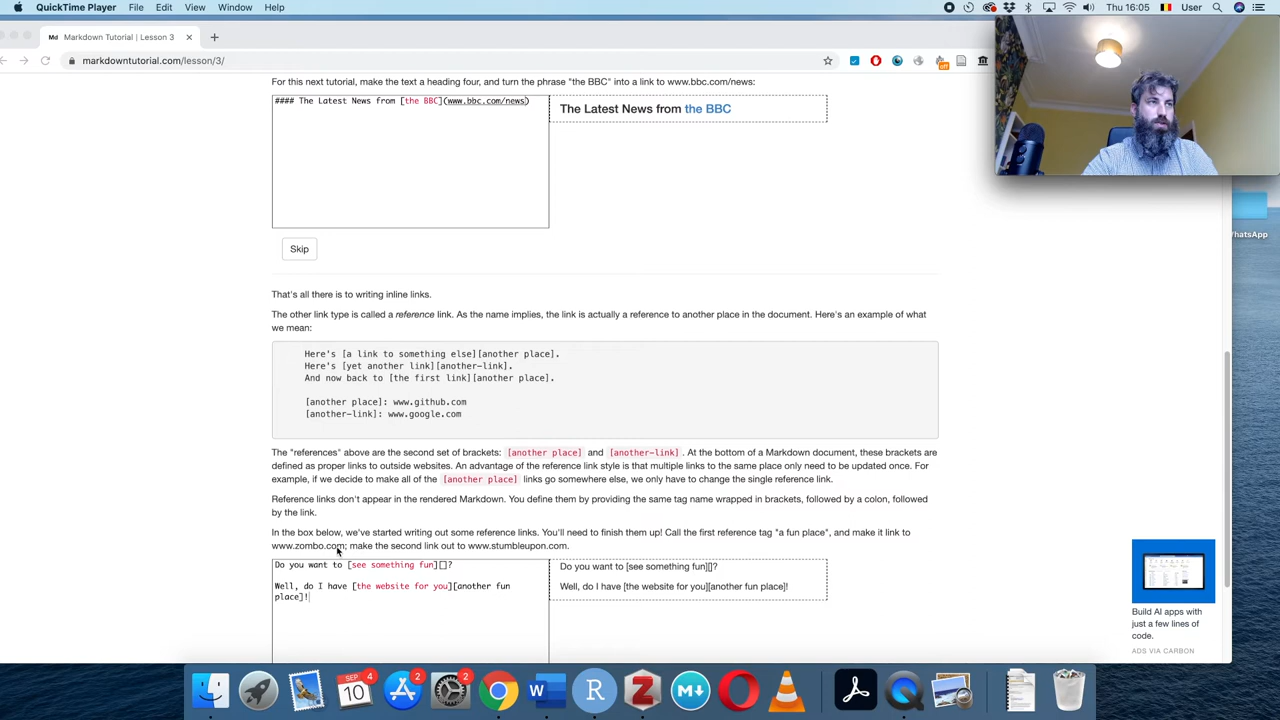 QuickTime Player File Edit View Window Help
Thu 16:05 User
Md Markdown Tutorial | Lesson 3
markdowntutorial.com/lesson/3/
off
For this next tutorial, make the text a heading four, and turn the phrase "the BBC" into a link to www.bbc.com/news:
#### The Latest News from [the BBC](www.bbc.com/news)
The Latest News from the BBC
WhatsApp
Skip
That's all there is to writing inline links.
The other link type is called a reference link. As the name implies, the link is actually a reference to another place in the document. Here's an example of what
we mean:
Here's [a link to something else][another place].
Here's [yet another link][another-link].
And now back to [the first link][another place].
[another place]: www.github.com
[another-link]: www.google.com
The "references" above are the second set of brackets: [another place] and [another-link]. At the bottom of a Markdown document, these brackets are
defined as proper links to outside websites. An advantage of the reference link style is that multiple links to the same place only need to be updated once. For
example, if we decide to make all of the [another place] links go somewhere else, we only have to change the single reference link.
Reference links don't appear in the rendered Markdown. You define them by providing the same tag name wrapped in brackets, followed by a colon, followed
by the link.
In the box below, we've started writing out some reference links. You'll need to finish them up! Call the first reference tag "a fun place", and make it link to
www.zombo.com; make the second link out to www.stumbleupon.com.
Do you want to [see something fun][]?
Well, do I have [the website for you][another fun
place]!
Do you want to [see something fun][]?
Well, do I have [the website for you][another fun place]!
Build AI apps with
just a few lines of
code.
ADS VIA CARBON
SEP
10
4
2
2
W
R
Z
M